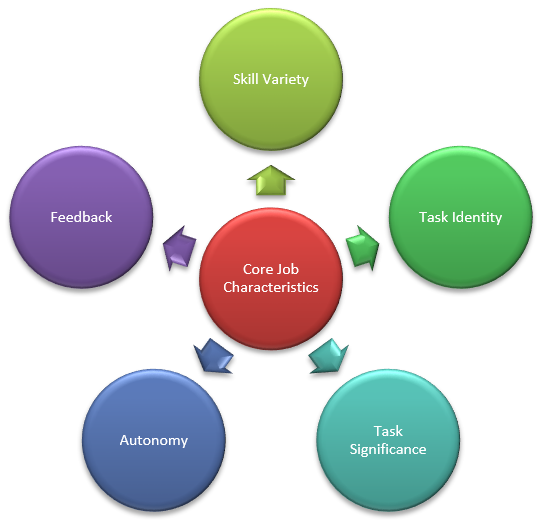 Skill Variety
Feedback
Task Identity
Core Job
Characteristics
Autonomy
Task
Significance